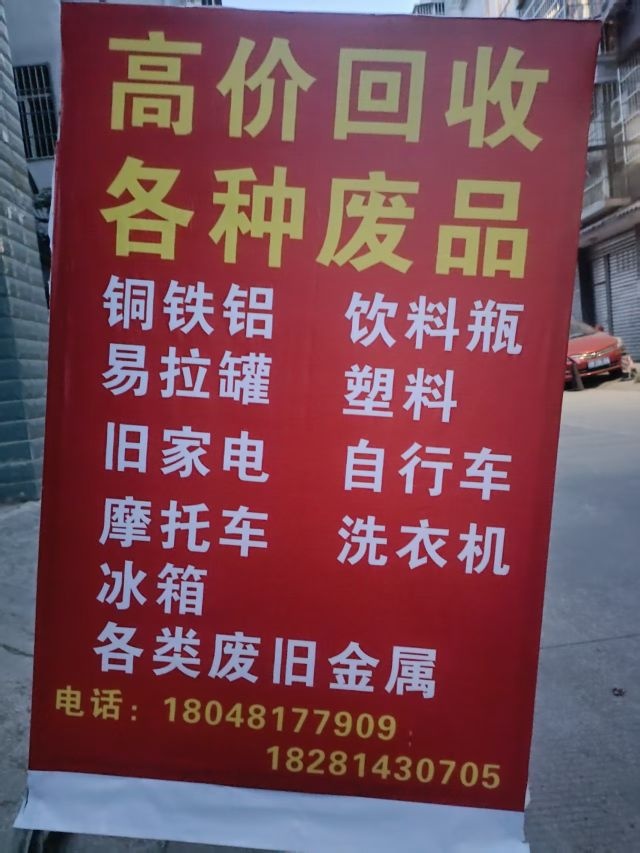 高价回收
各种废品
铜铁铝 饮料瓶
易拉罐 塑料
旧家电 自行车
摩托车 洗衣机
冰箱
各类废旧金属
电话：18048177909
18281430705